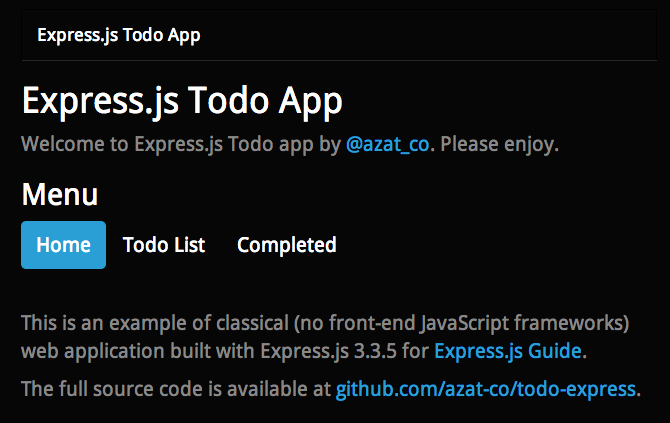 Express.js Todo App
Express.js Todo App
Welcome to Express.js Todo app by @azat_co. Please enjoy.
Menu
Home Todo List Completed
This is an example of classical (no front-end JavaScript frameworks)
web application built with Express.js 3.3.5 for Express.js Guide.
The full source code is available at github.com/azat-co/todo-express.